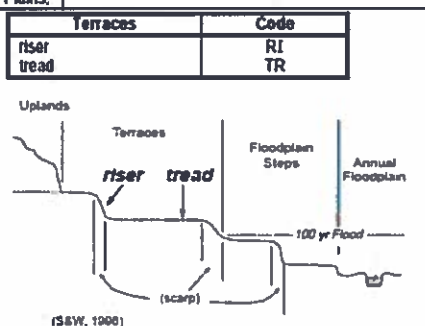 Plains,
Terraces Code
riser RI
tread TR
Uplands
Terraces
Floodplain
Steps
Annual
Floodplain
riser tread
100 yr Flood
(scarp)
(S&W, 1996)